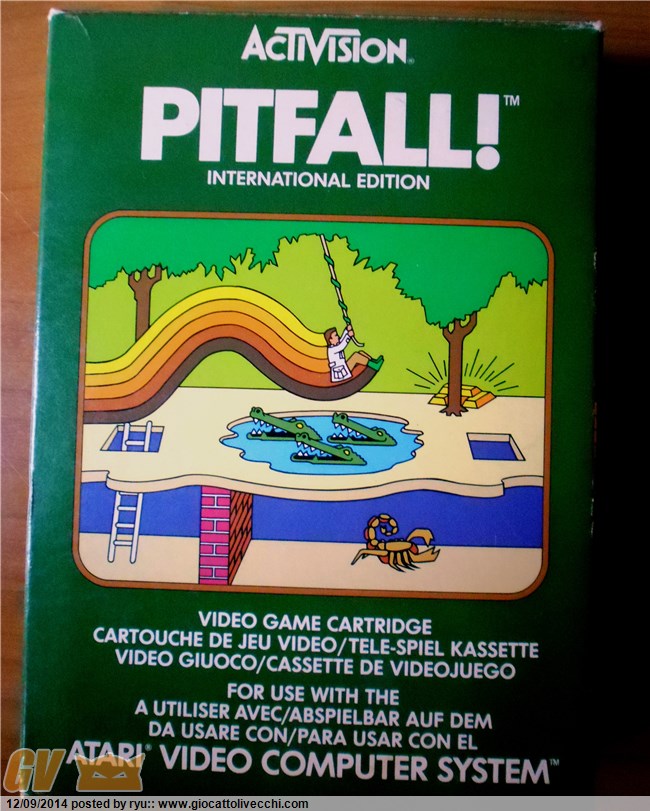 ACTIVISION®
PITFALL!™
INTERNATIONAL EDITION
VIDEO GAME CARTRIDGE
CARTOUCHE DE JEU VIDEO/TELE-SPIEL KASSETTE
VIDEO GIUOCO/CASSETTE DE VIDEOJUEGO
FOR USE WITH THE
A UTILISER AVEC/ABSPIELBAR AUF DEM
DA USARE CON/PARA USAR CON EL
ATARI® VIDEO COMPUTER SYSTEM™
GV
12/09/2014 posted by ryu:: www.giocattolivecchi.com